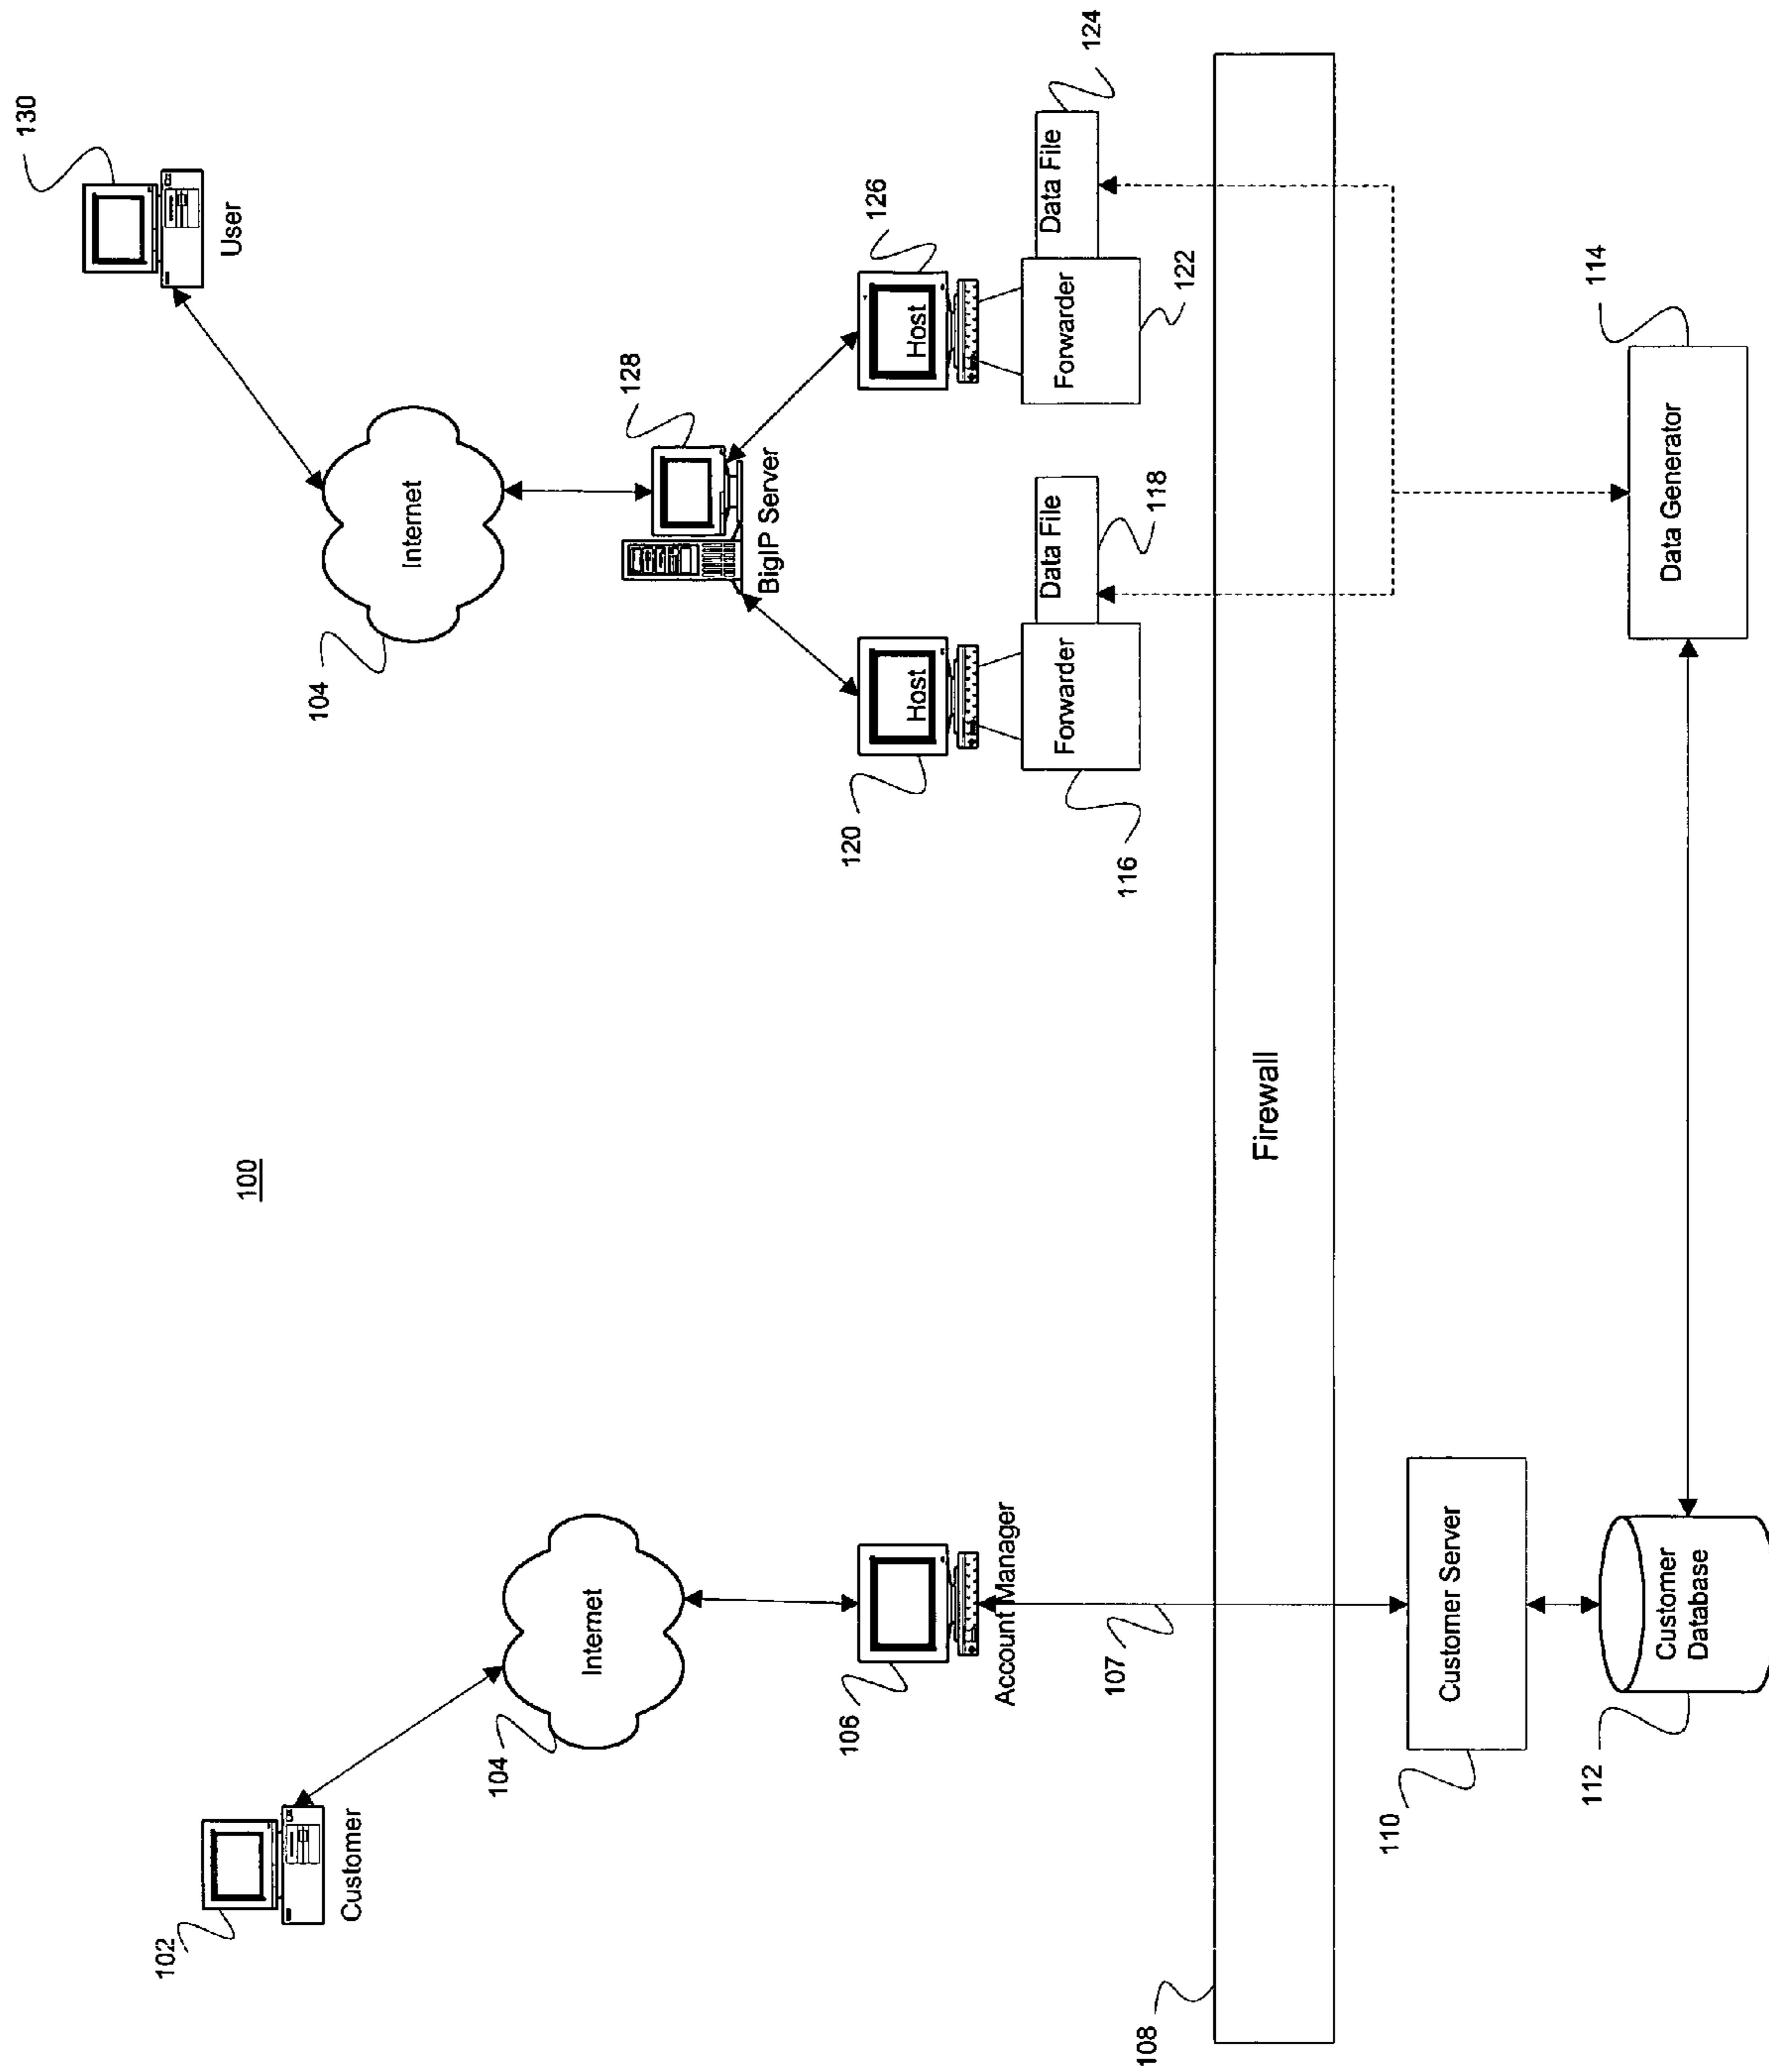 100
130
User
102
Customer
104
Internet
104
Internet
128
BigIP Server
106
Account Manager
120
Host
126
Host
116
Forwarder
Data File
118
122
Forwarder
Data File
124
107
108
Firewall
110
Customer Server
112
Customer
Database
114
Data Generator